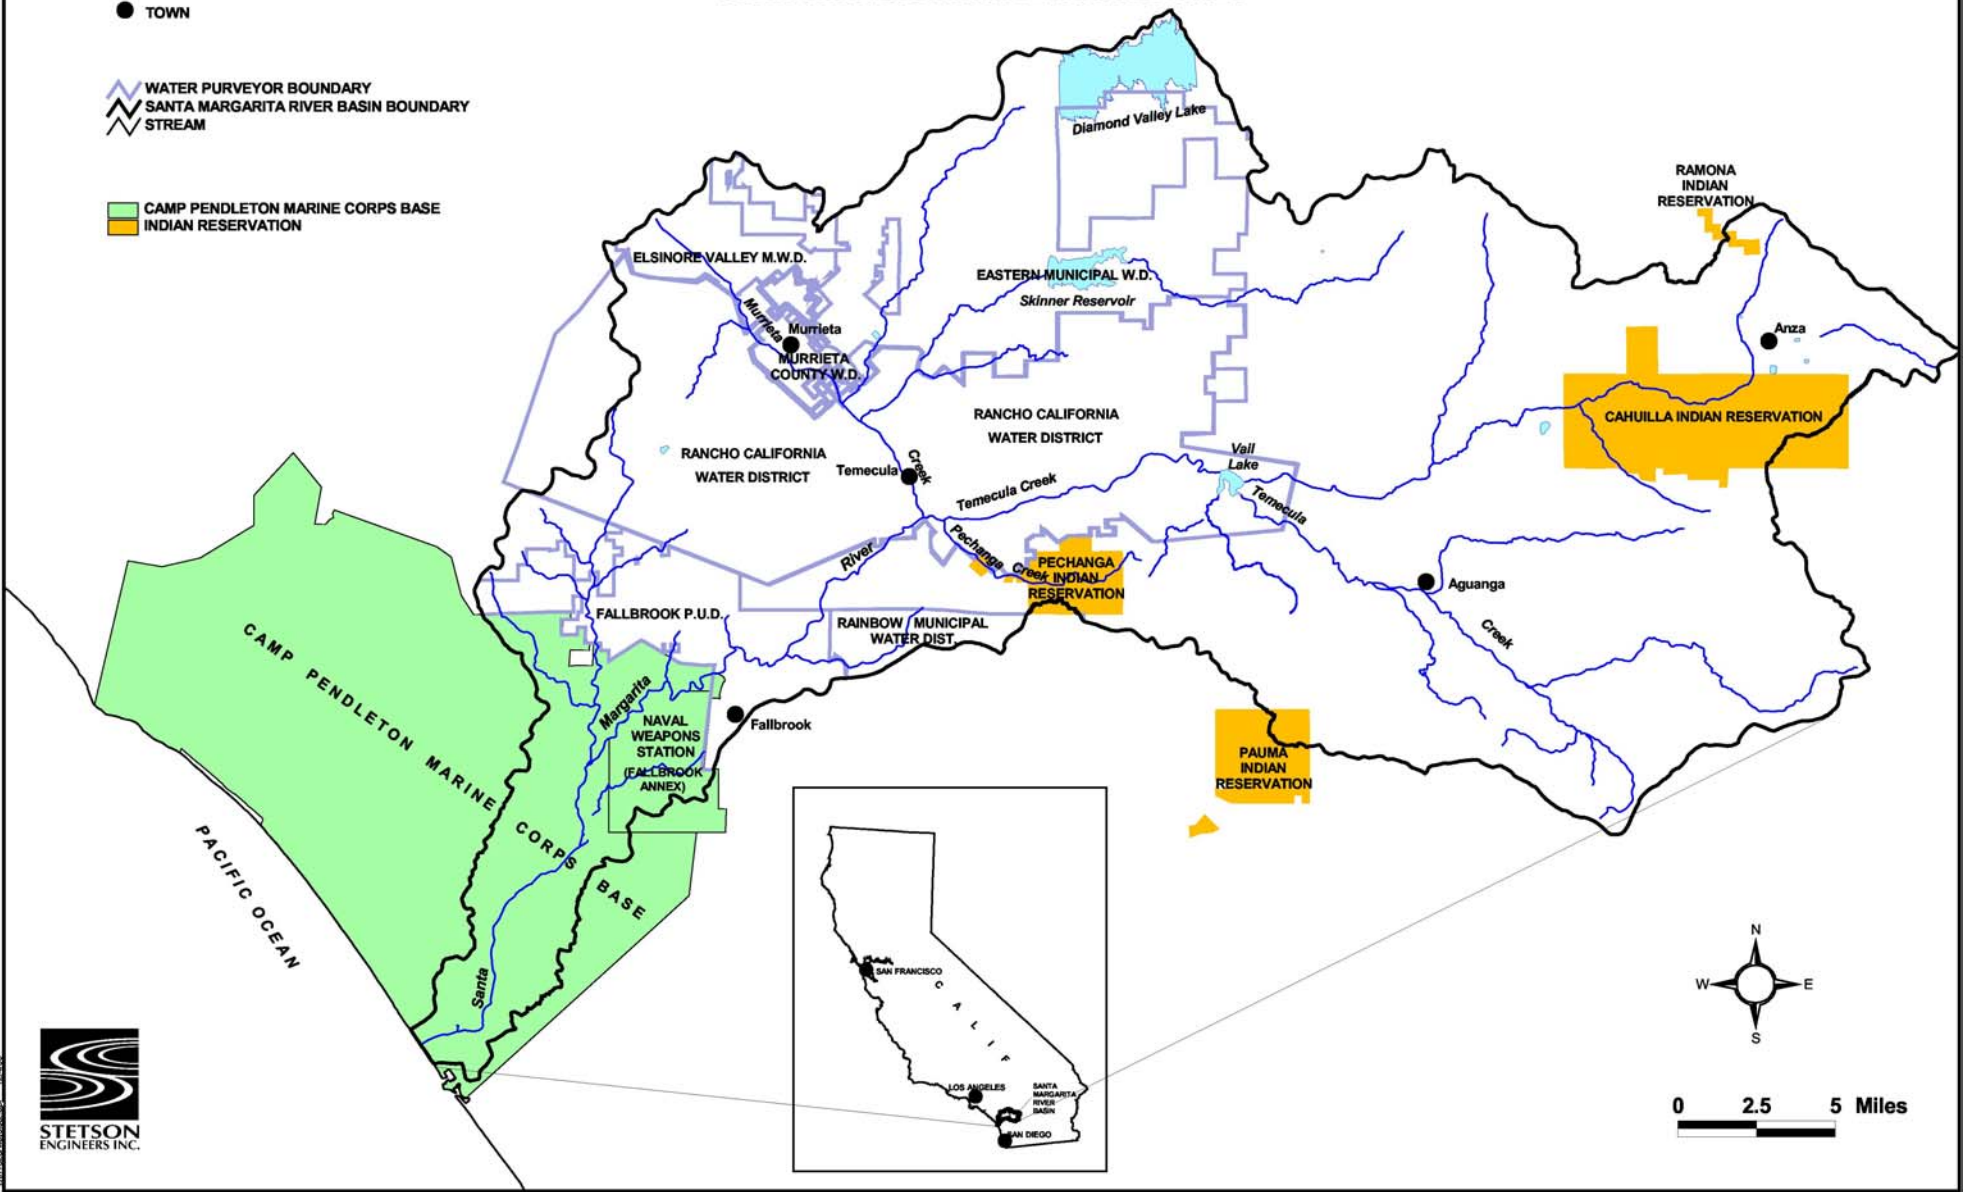 TOWN
WATER PURVEYOR BOUNDARY
SANTA MARGARITA RIVER BASIN BOUNDARY
STREAM
CAMP PENDLETON MARINE CORPS BASE
INDIAN RESERVATION
Diamond Valley Lake
RAMONA
INDIAN
RESERVATION
ELSINORE VALLEY M.W.D.
EASTERN MUNICIPAL W.D.
Skinner Reservoir
Murrieta
Murrieta
MURRIETA
COUNTY W.D.
Anza
CAHUILLA INDIAN RESERVATION
RANCHO CALIFORNIA
WATER DISTRICT
RANCHO CALIFORNIA
WATER DISTRICT
Temecula
Creek
Vail
Lake
Temecula Creek
Temecula
River
Pechanga
Creek
PECHANGA
INDIAN
RESERVATION
Aguanga
Creek
FALLBROOK P.U.D.
RAINBOW MUNICIPAL
WATER DIST.
CAMP PENDLETON MARINE CORPS BASE
Margarita
NAVAL
WEAPONS
STATION
(FALLBROOK
ANNEX)
Fallbrook
PAUMA
INDIAN
RESERVATION
PACIFIC OCEAN
Santa
SAN FRANCISCO
CALIF
LOS ANGELES
SANTA
MARGARITA
RIVER
BASIN
SAN DIEGO
N
W
E
S
0 2.5 5 Miles
STETSON
ENGINEERS INC.